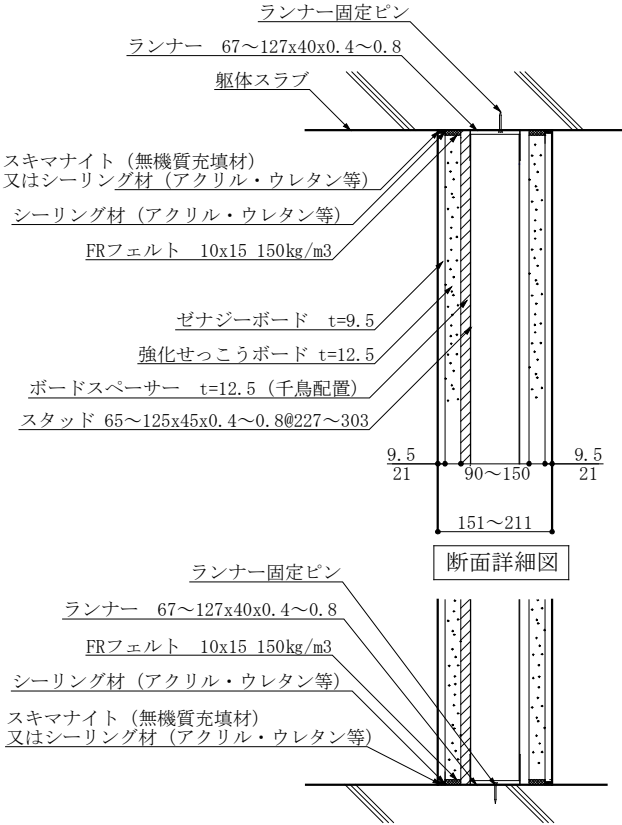 ランナー固定ピン
ランナー 67～127x40x0.4～0.8
躯体スラブ
スキマナイト（無機質充填材）
又はシーリング材（アクリル・ウレタン等）
シーリング材（アクリル・ウレタン等）
FRフェルト 10x15 150kg/m3
ゼナジーボード t=9.5
強化せっこうボード t=12.5
ボードスペーサー t=12.5（千鳥配置）
スタッド 65～125x45x0.4～0.8@227～303
9.5 9.5
21 90～150 21
151～211
断面詳細図
ランナー固定ピン
ランナー 67～127x40x0.4～0.8
FRフェルト 10x15 150kg/m3
シーリング材（アクリル・ウレタン等）
スキマナイト（無機質充填材）
又はシーリング材（アクリル・ウレタン等）